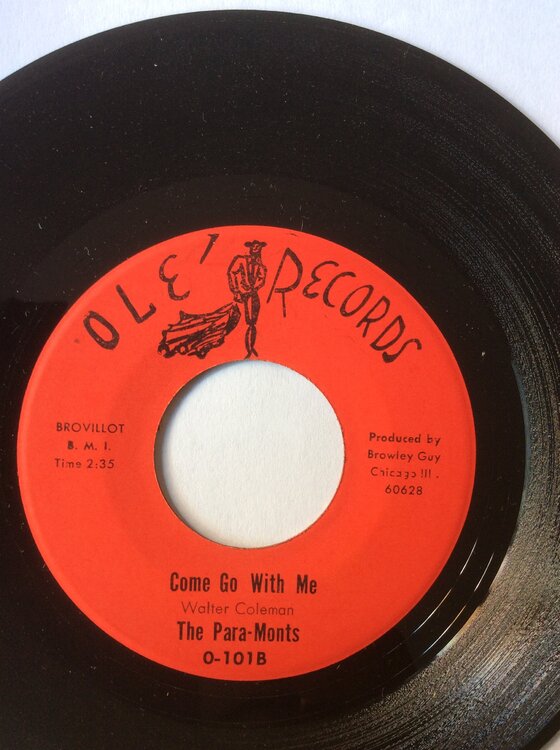 OLE' RECORDS
BROVILLOT
B. M. I.
Time 2:35
Produced by
Browley Guy
Chicago Ill.
60628
Come Go With Me
Walter Coleman
The Para-Monts
O-101B